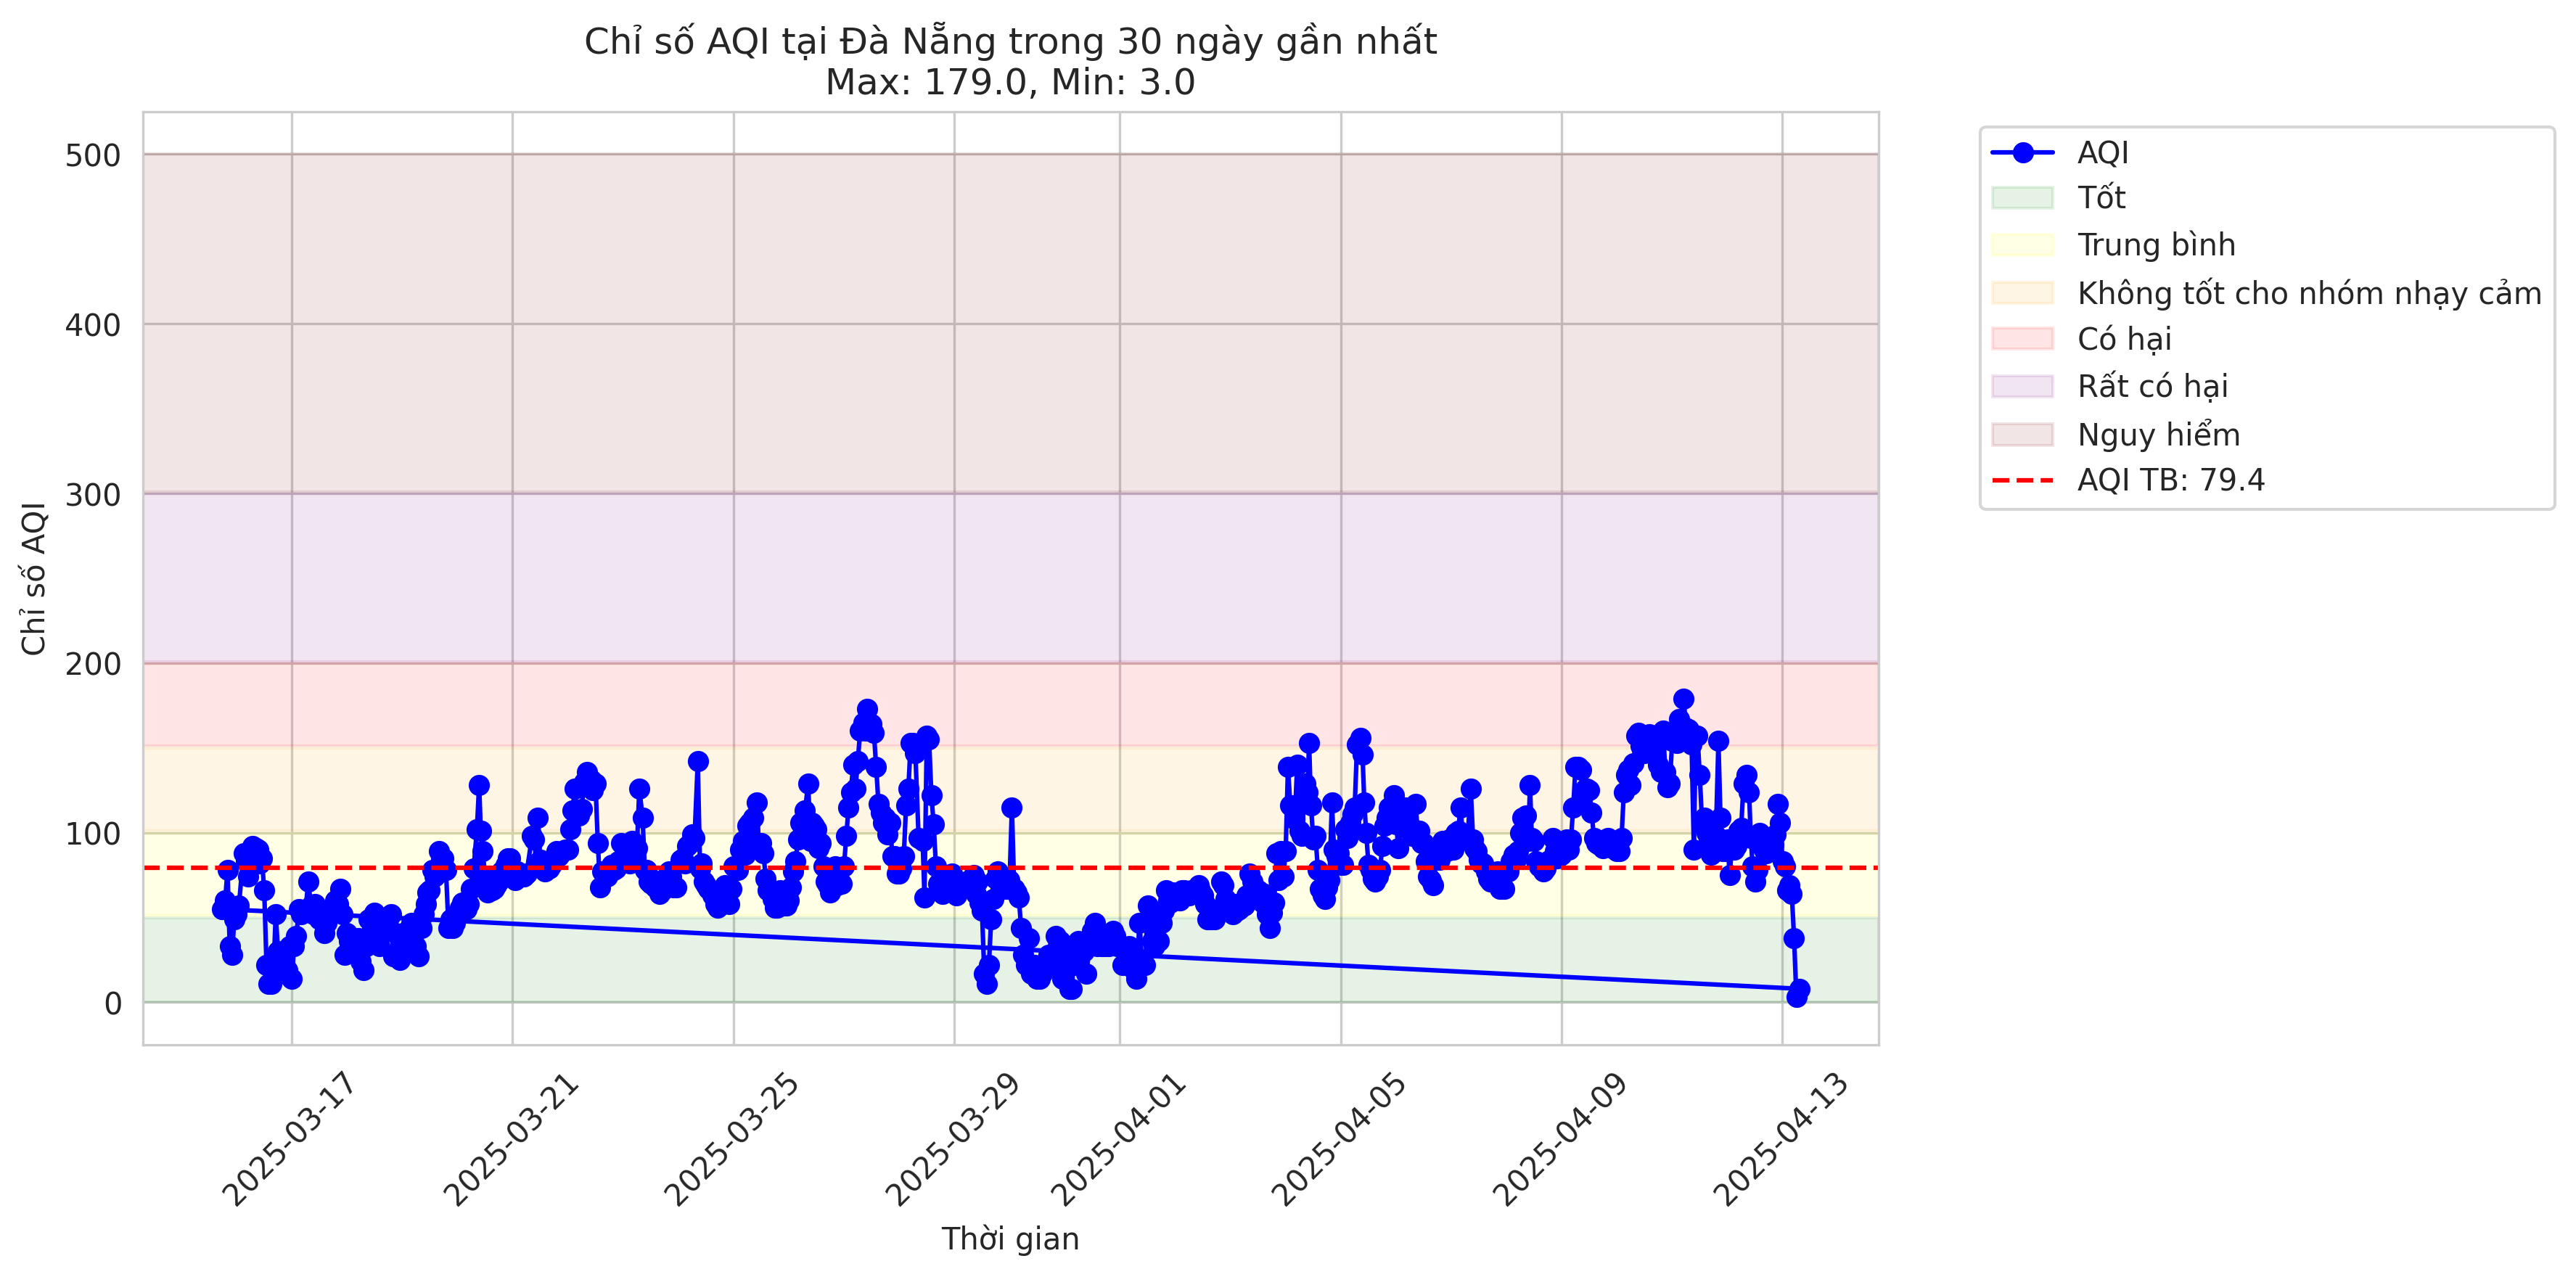 Chỉ số AQI tại Đà Nẵng trong 30 ngày gần nhất
Max: 179.0, Min: 3.0
Chỉ số AQI
500
400
300
200
100
0
2025-03-17
2025-03-21
2025-03-25
2025-03-29
2025-04-01
2025-04-05
2025-04-09
2025-04-13
Thời gian
AQI
Tốt
Trung bình
Không tốt cho nhóm nhạy cảm
Có hại
Rất có hại
Nguy hiểm
AQI TB: 79.4